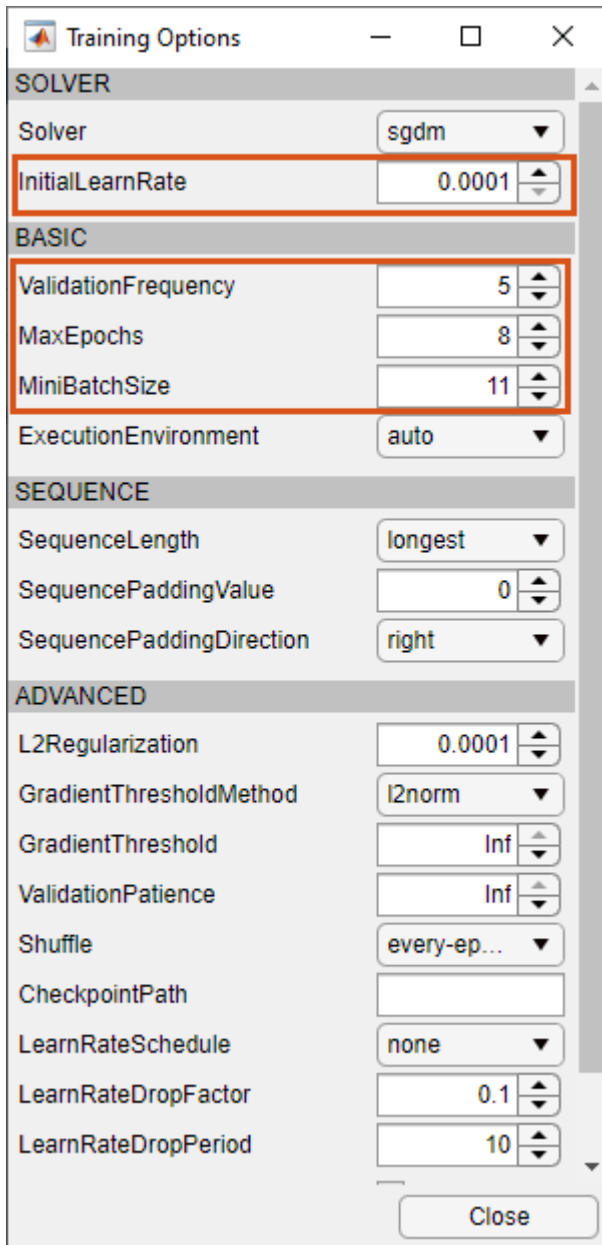 Training Options
SOLVER
Solver sgdm
InitialLearnRate 0.0001
BASIC
ValidationFrequency 5
MaxEpochs 8
MiniBatchSize 11
ExecutionEnvironment auto
SEQUENCE
SequenceLength longest
SequencePaddingValue 0
SequencePaddingDirection right
ADVANCED
L2Regularization 0.0001
GradientThresholdMethod l2norm
GradientThreshold Inf
ValidationPatience Inf
Shuffle every-ep...
CheckpointPath
LearnRateSchedule none
LearnRateDropFactor 0.1
LearnRateDropPeriod 10
Close